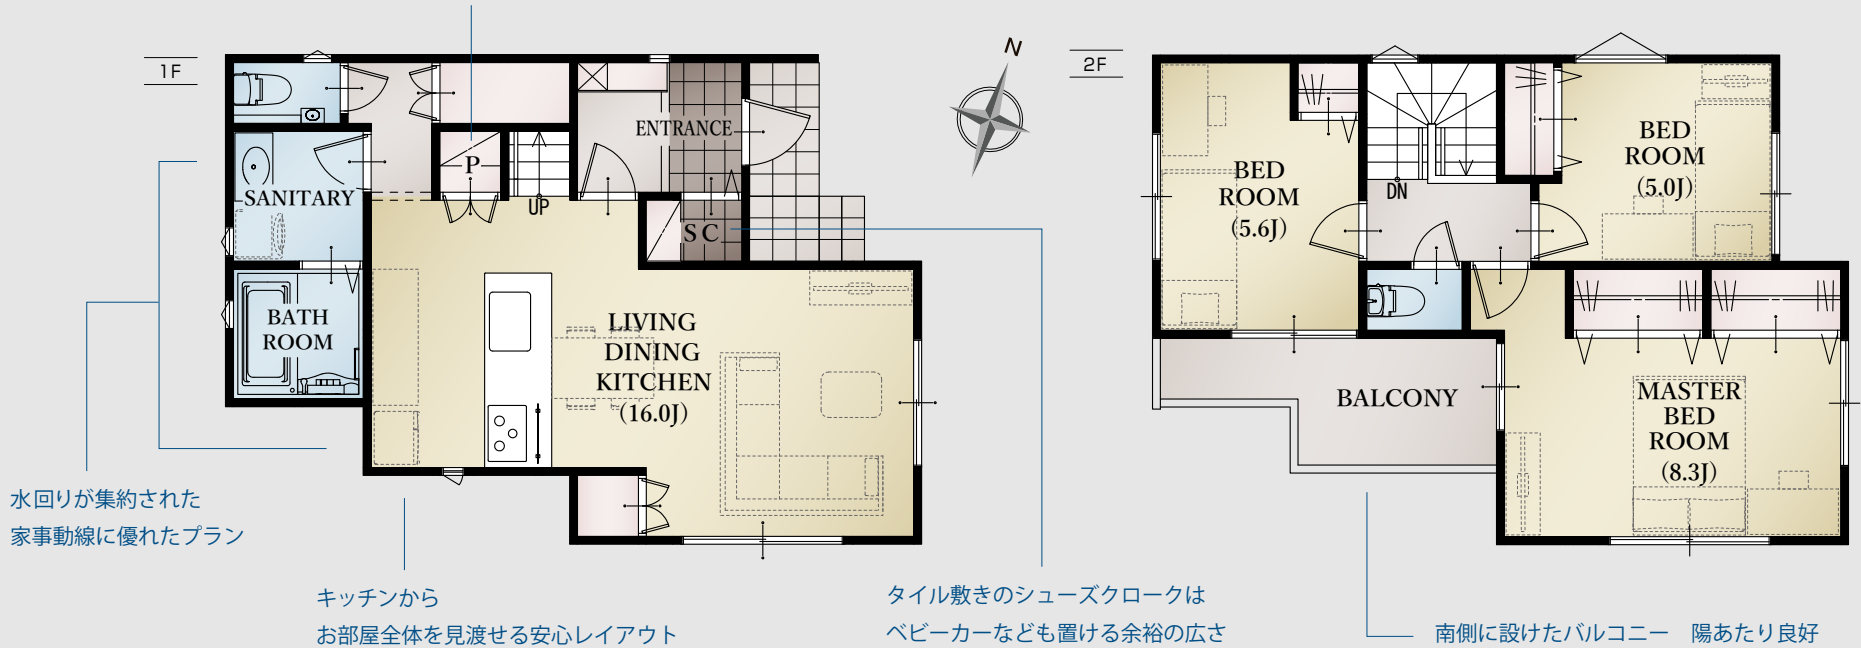 1F
ENTRANCE
P
UP
SANITARY
SC
BATH
ROOM
LIVING
DINING
KITCHEN
(16.0J)
水回りが集約された
家事動線に優れたプラン
キッチンから
お部屋全体を見渡せる安心レイアウト
タイル敷きのシューズクロークは
ベビーカーなども置ける余裕の広さ
N
2F
BED
ROOM
(5.6J)
DN
BED
ROOM
(5.0J)
BALCONY
MASTER
BED
ROOM
(8.3J)
南側に設けたバルコニー　陽あたり良好